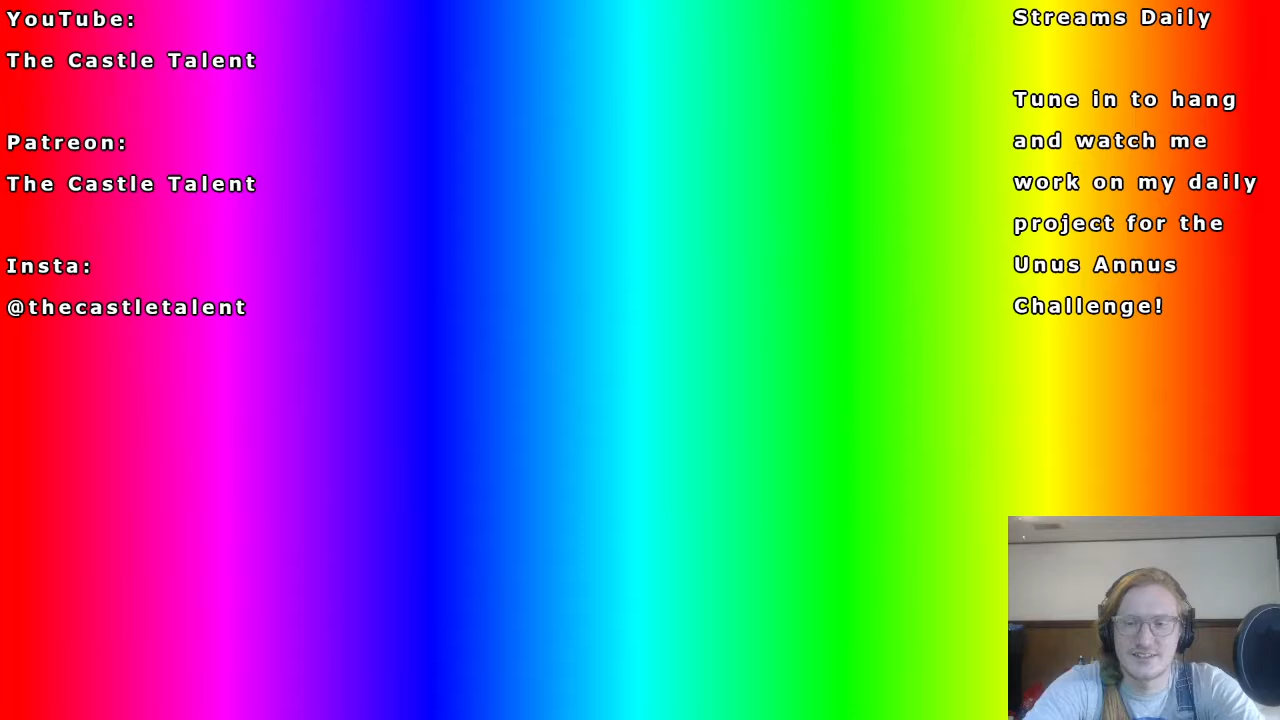 YouTube:
The Castle Talent
Patreon:
The Castle Talent
Insta:
@thecastletalent
Streams Daily
Tune in to hang
and watch me
work on my daily
project for the
Unus Annus
Challenge!